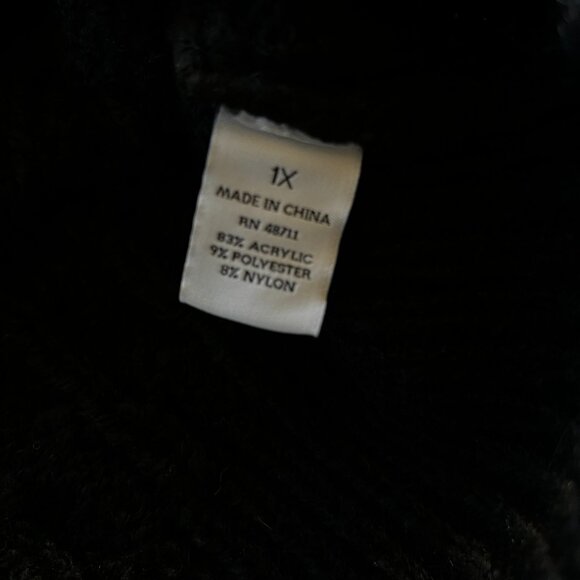 1X
MADE IN CHINA
RN 48711
83% ACRYLIC
9% POLYESTER
8% NYLON